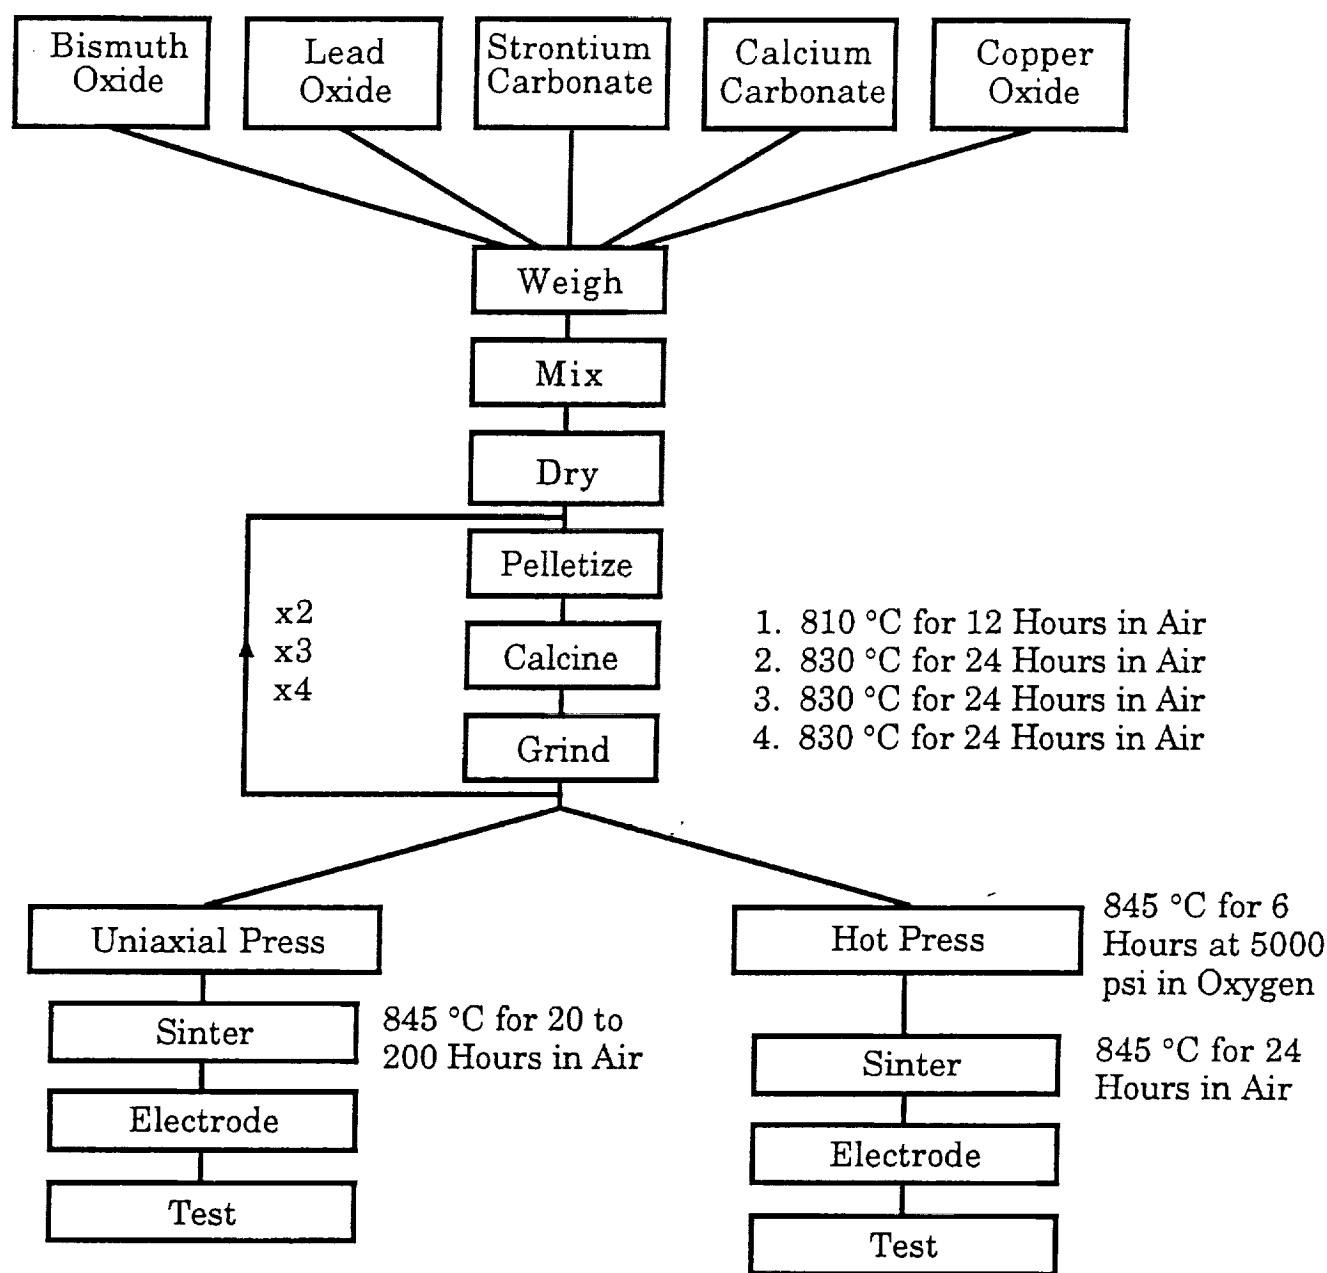 Bismuth
Oxide
Lead
Oxide
Strontium
Carbonate
Calcium
Carbonate
Copper
Oxide
Weigh
Mix
Dry
Pelletize
x2
x3
x4
Calcine
Grind
1. 810 °C for 12 Hours in Air
2. 830 °C for 24 Hours in Air
3. 830 °C for 24 Hours in Air
4. 830 °C for 24 Hours in Air
Uniaxial Press
Sinter
845 °C for 20 to
200 Hours in Air
Electrode
Test
Hot Press
845 °C for 6
Hours at 5000
psi in Oxygen
Sinter
845 °C for 24
Hours in Air
Electrode
Test